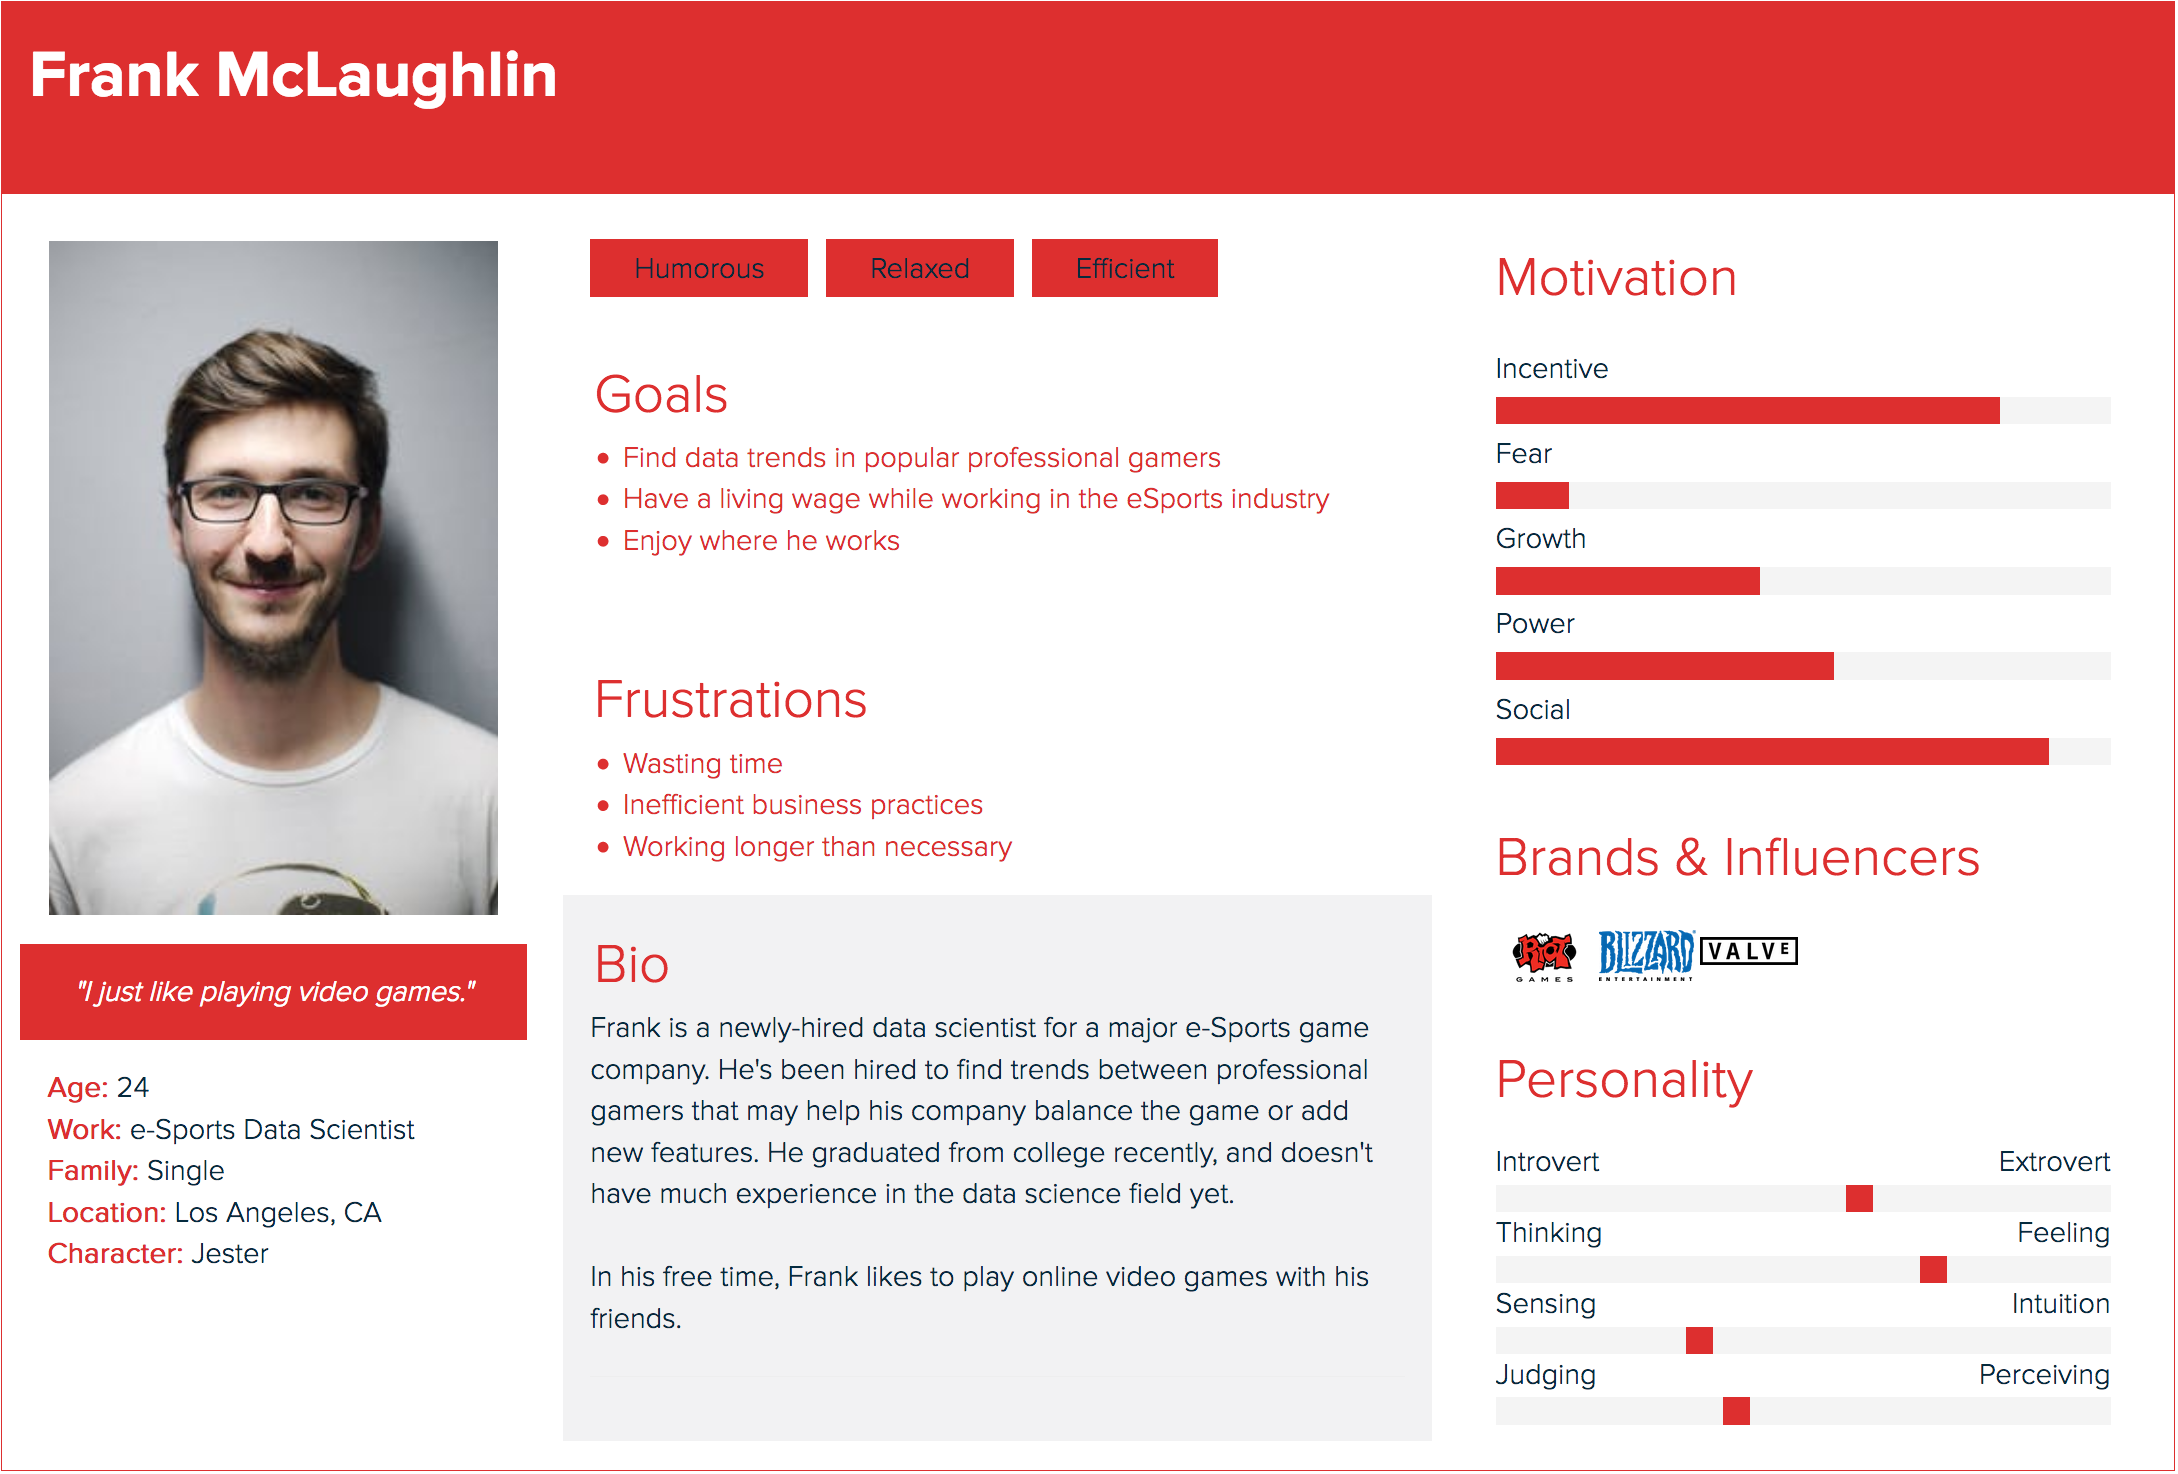 Frank McLaughlin
"I just like playing video games."
Age: 24
Work: e-Sports Data Scientist
Family: Single
Location: Los Angeles, CA
Character: Jester
Humorous
Relaxed
Efficient
Goals
Find data trends in popular professional gamers
Have a living wage while working in the eSports industry
Enjoy where he works
Frustrations
Wasting time
Inefficient business practices
Working longer than necessary
Bio
Frank is a newly-hired data scientist for a major e-Sports game
company. He's been hired to find trends between professional
gamers that may help his company balance the game or add
new features. He graduated from college recently, and doesn't
have much experience in the data science field yet.
In his free time, Frank likes to play online video games with his
friends.
Motivation
Incentive
Fear
Growth
Power
Social
Brands & Influencers
RIOT
GAMES
BLIZZARD
ENTERTAINMENT
VALVE
Personality
Introvert Extrovert
Thinking Feeling
Sensing Intuition
Judging Perceiving